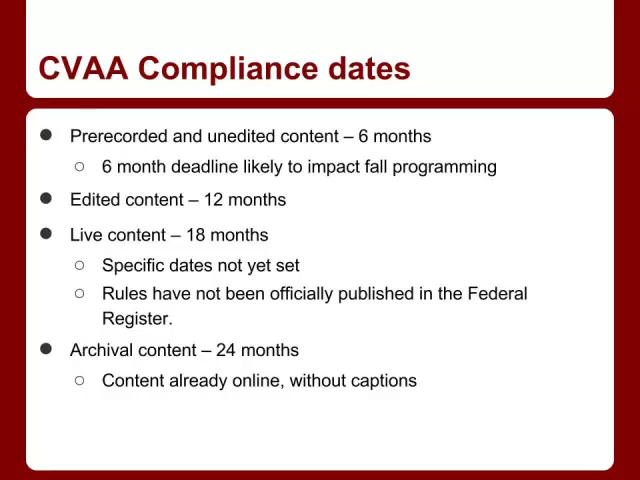 CVAA Compliance dates
● Prerecorded and unedited content – 6 months
○ 6 month deadline likely to impact fall programming
● Edited content – 12 months
● Live content – 18 months
○ Specific dates not yet set
○ Rules have not been officially published in the Federal
Register.
● Archival content – 24 months
○ Content already online, without captions